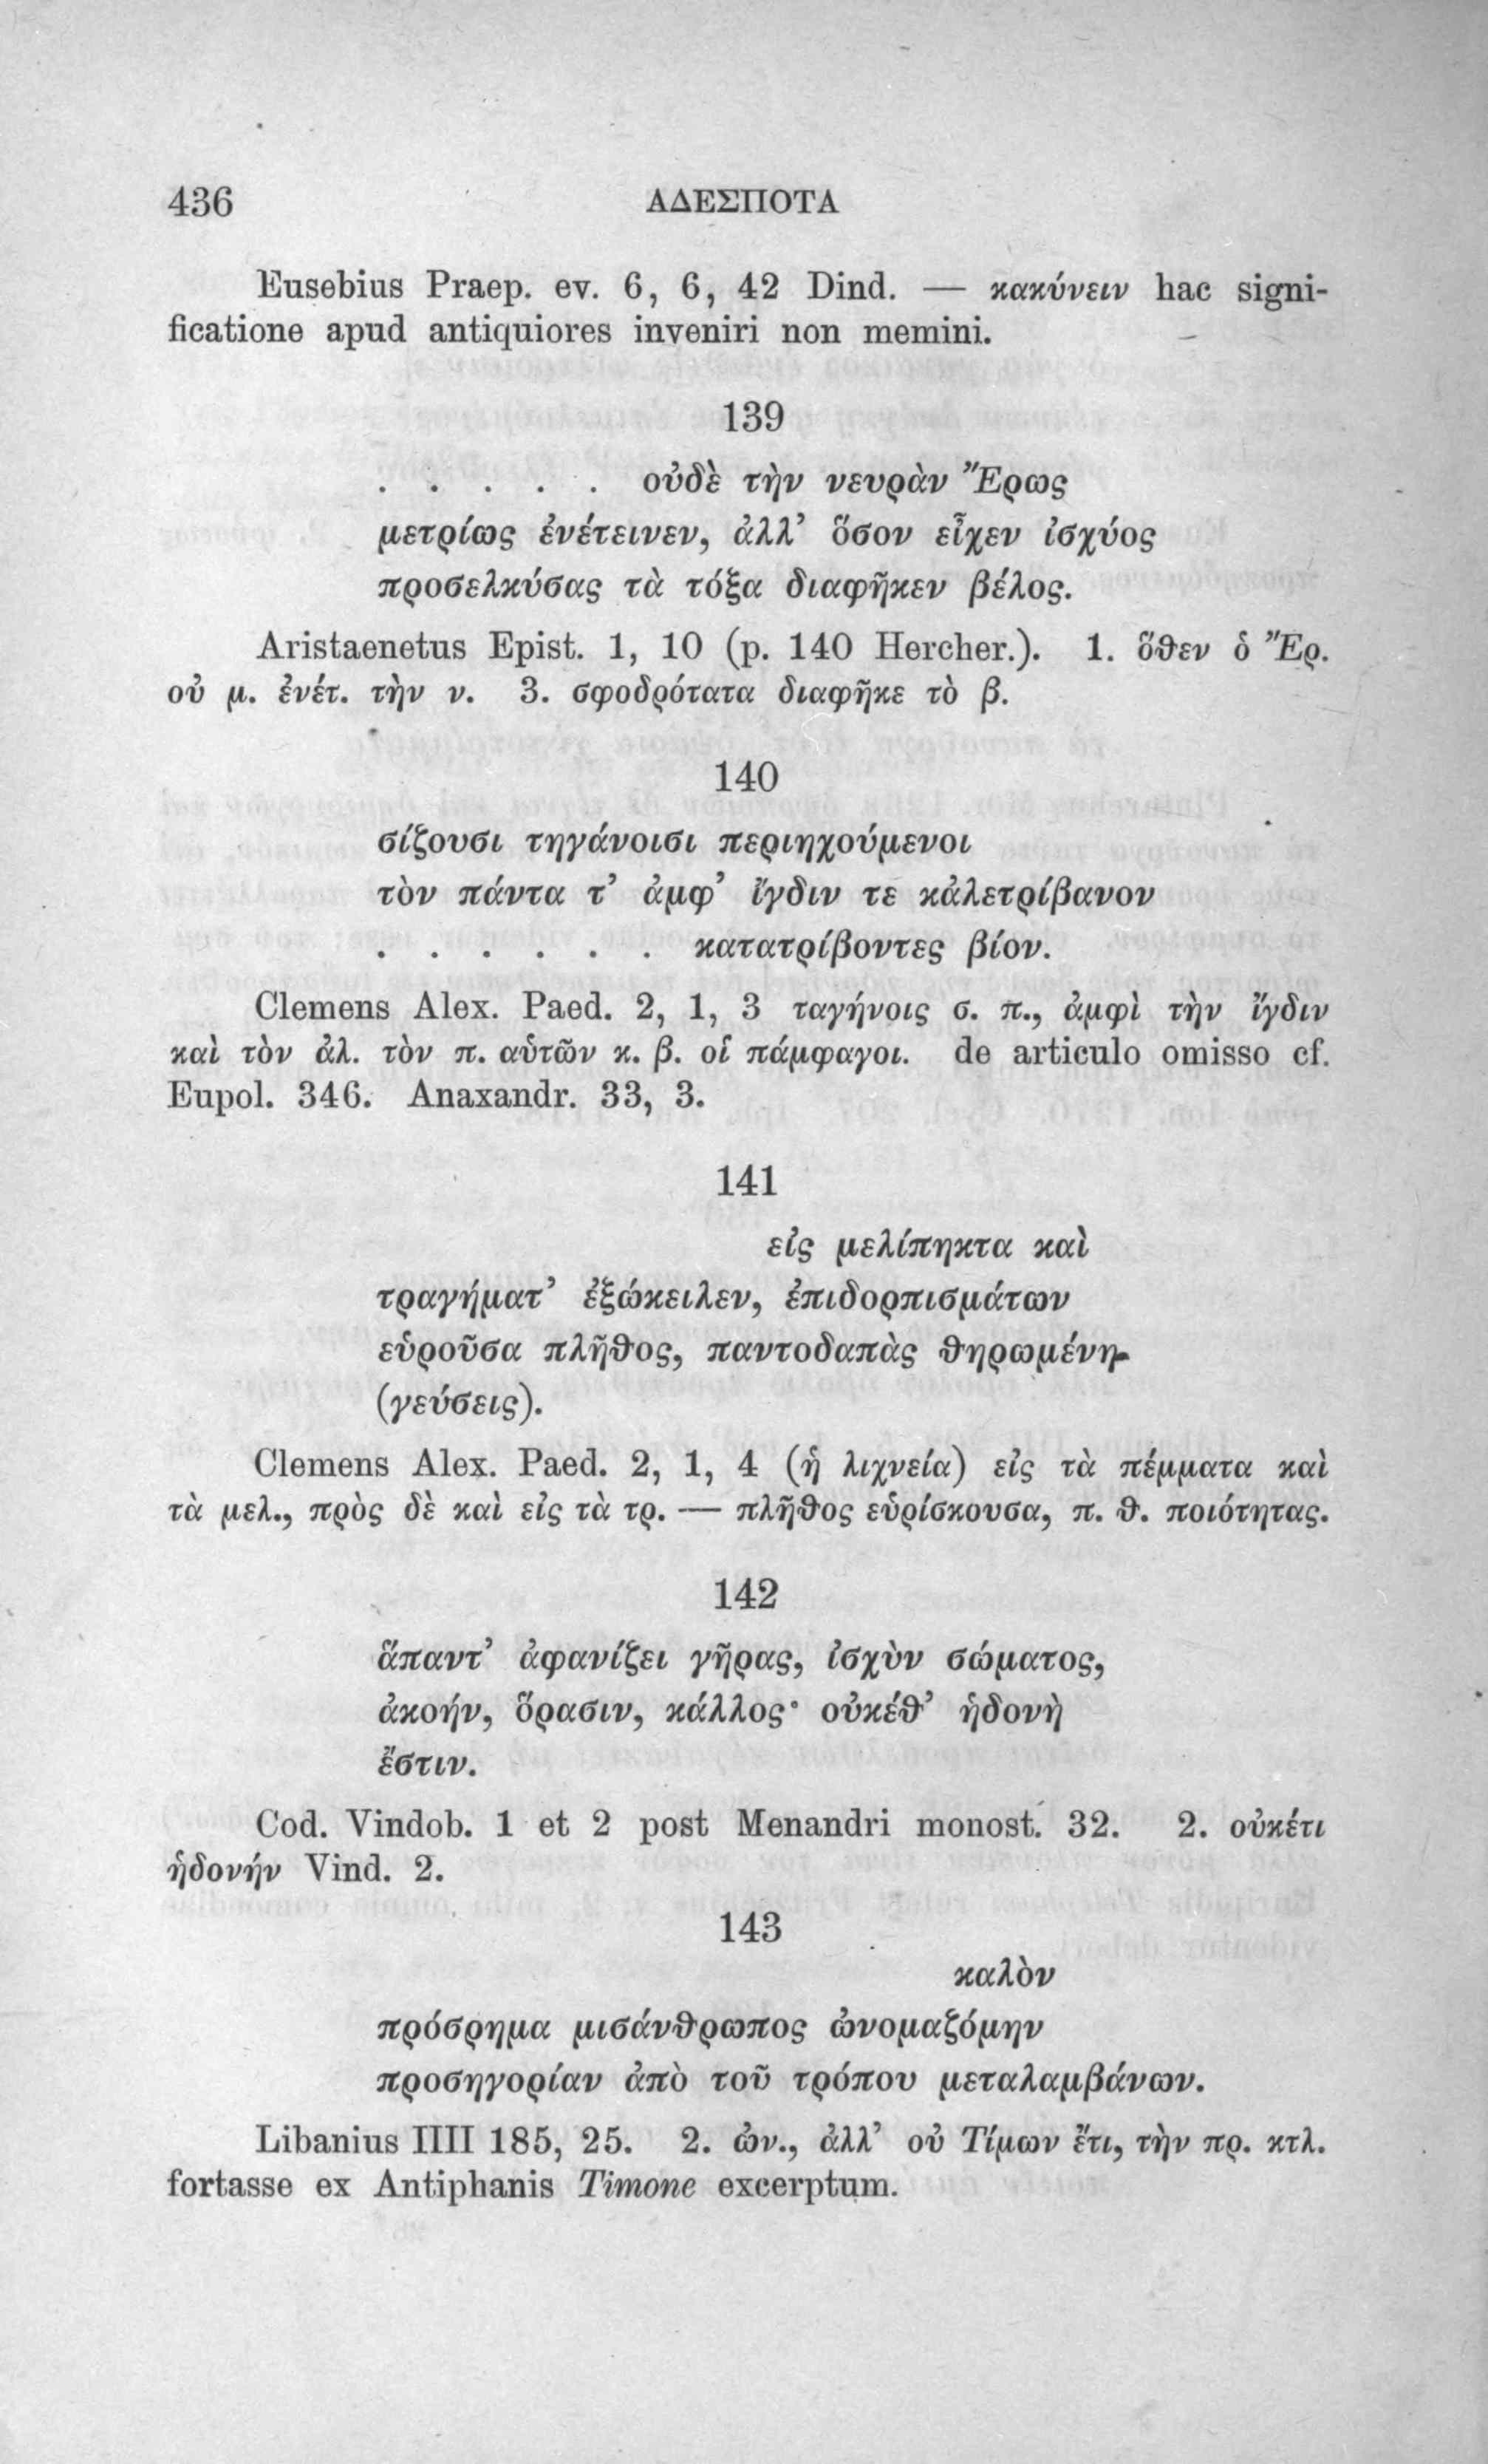 436 ΑΔΕΣΠΟΤΑ
Eusebius Praep. ev. 6, 6, 42 Dind. — κακύνειν hac signi-
ficatione apud antiquiores inveniri non memini.
139
. . . . . οὐδὲ τὴν νευρὰν Ἔρως
μετρίως ἐνέτεινεν, ἀλλ’ ὅσον εἶχεν ἰσχύος
προσελκύσας τὰ τόξα διαφῆκεν βέλος.
Aristaenetus Epist. 1, 10 (p. 140 Hercher.). 1. ὅθεν ὁ Ἔρ.
οὐ μ. ἐνέτ. τὴν ν. 3. σφοδρότατα διαφῆκε τὸ β.
140
σίζουσι τηγάνοισι περιηχούμενοι
τὸν πάντα τ’ ἀμφ’ ἴγδιν τε κἀλετρίβανον
. . . . . . κατατρίβοντες βίον.
Clemens Alex. Paed. 2, 1, 3 ταγήνοις σ. π., ἀμφὶ τὴν ἴγδιν
καὶ τὸν ἀλ. τὸν π. αὑτῶν κ. β. οἱ πάμφαγοι. de articulo omisso cf.
Eupol. 346. Anaxandr. 33, 3.
141
εἰς μελίπηκτα καὶ
τραγήματ’ ἐξώκειλεν, ἐπιδορπισμάτων
εὑροῦσα πλῆθος, παντοδαπὰς θηρωμένη
(γεύσεις).
Clemens Alex. Paed. 2, 1, 4 (ἡ λιχνεία) εἰς τὰ πέμματα καὶ
τὰ μελ., πρὸς δὲ καὶ εἰς τὰ τρ. — πλῆθος εὑρίσκουσα, π. θ. ποιότητας.
142
ἅπαντ’ ἀφανίζει γῆρας, ἰσχὺν σώματος,
ἀκοήν, ὅρασιν, κάλλος· οὐκέθ’ ἡδονὴ
ἔστιν.
Cod. Vindob. 1 et 2 post Menandri monost. 32. 2. οὐκέτι
ἡδονήν Vind. 2.
143
καλὸν
πρόσρημα μισάνθρωπος ὠνομαζόμην
προσηγορίαν ἀπὸ τοῦ τρόπου μεταλαμβάνων.
Libanius IIII 185, 25. 2. ὠν., ἀλλ’ οὐ Τίμων ἔτι, τὴν πρ. κτλ.
fortasse ex Antiphanis Timone excerptum.